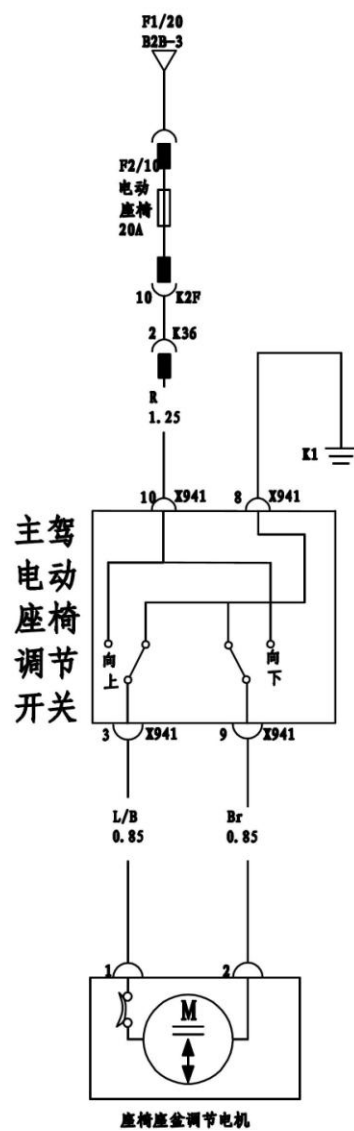 F1/20
B2B-3
F2/10
电动
座椅
20A
10 K2F
2 K36
R
1.25
K1
10 X941 8 X941
主驾
电动
座椅
调节
开关
向上
向下
3 X941 9 X941
L/B
0.85
Br
0.85
1 2
M
座椅座盆调节电机